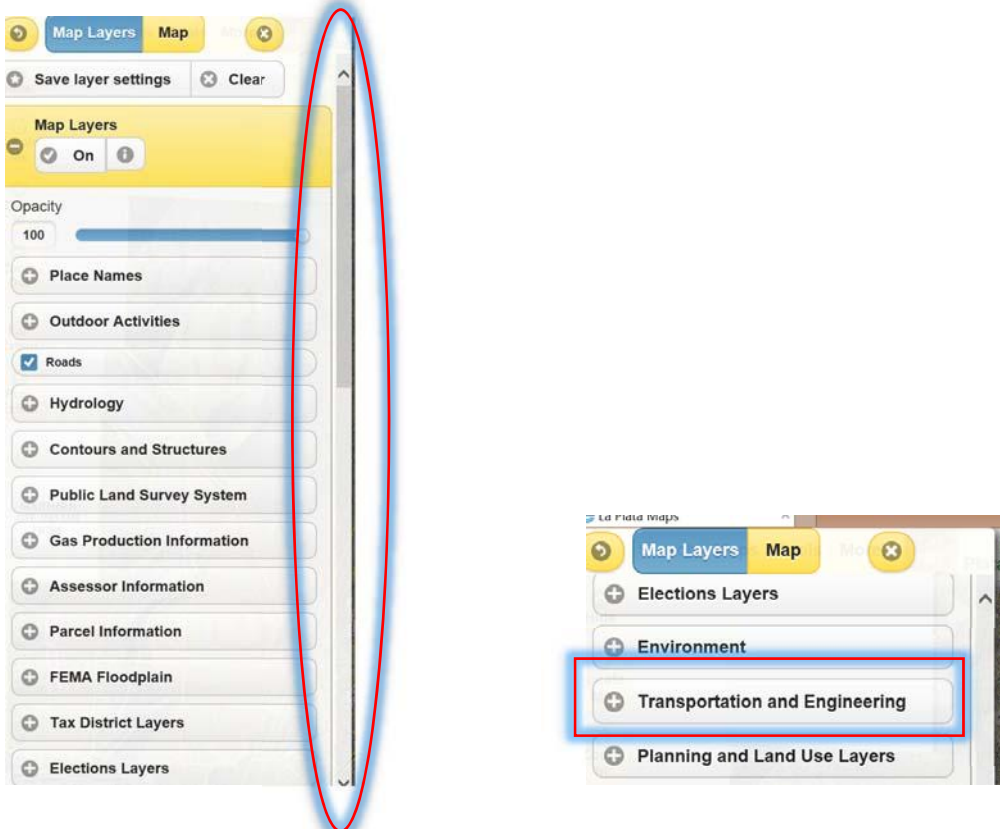 Map Layers Map
Save layer settings Clear
Map Layers
On
Opacity
100
Place Names
Outdoor Activities
Roads
Hydrology
Contours and Structures
Public Land Survey System
Gas Production Information
Assessor Information
Parcel Information
FEMA Floodplain
Tax District Layers
Elections Layers
La Plata Maps
Map Layers Map More
Elections Layers
Environment
Transportation and Engineering
Planning and Land Use Layers